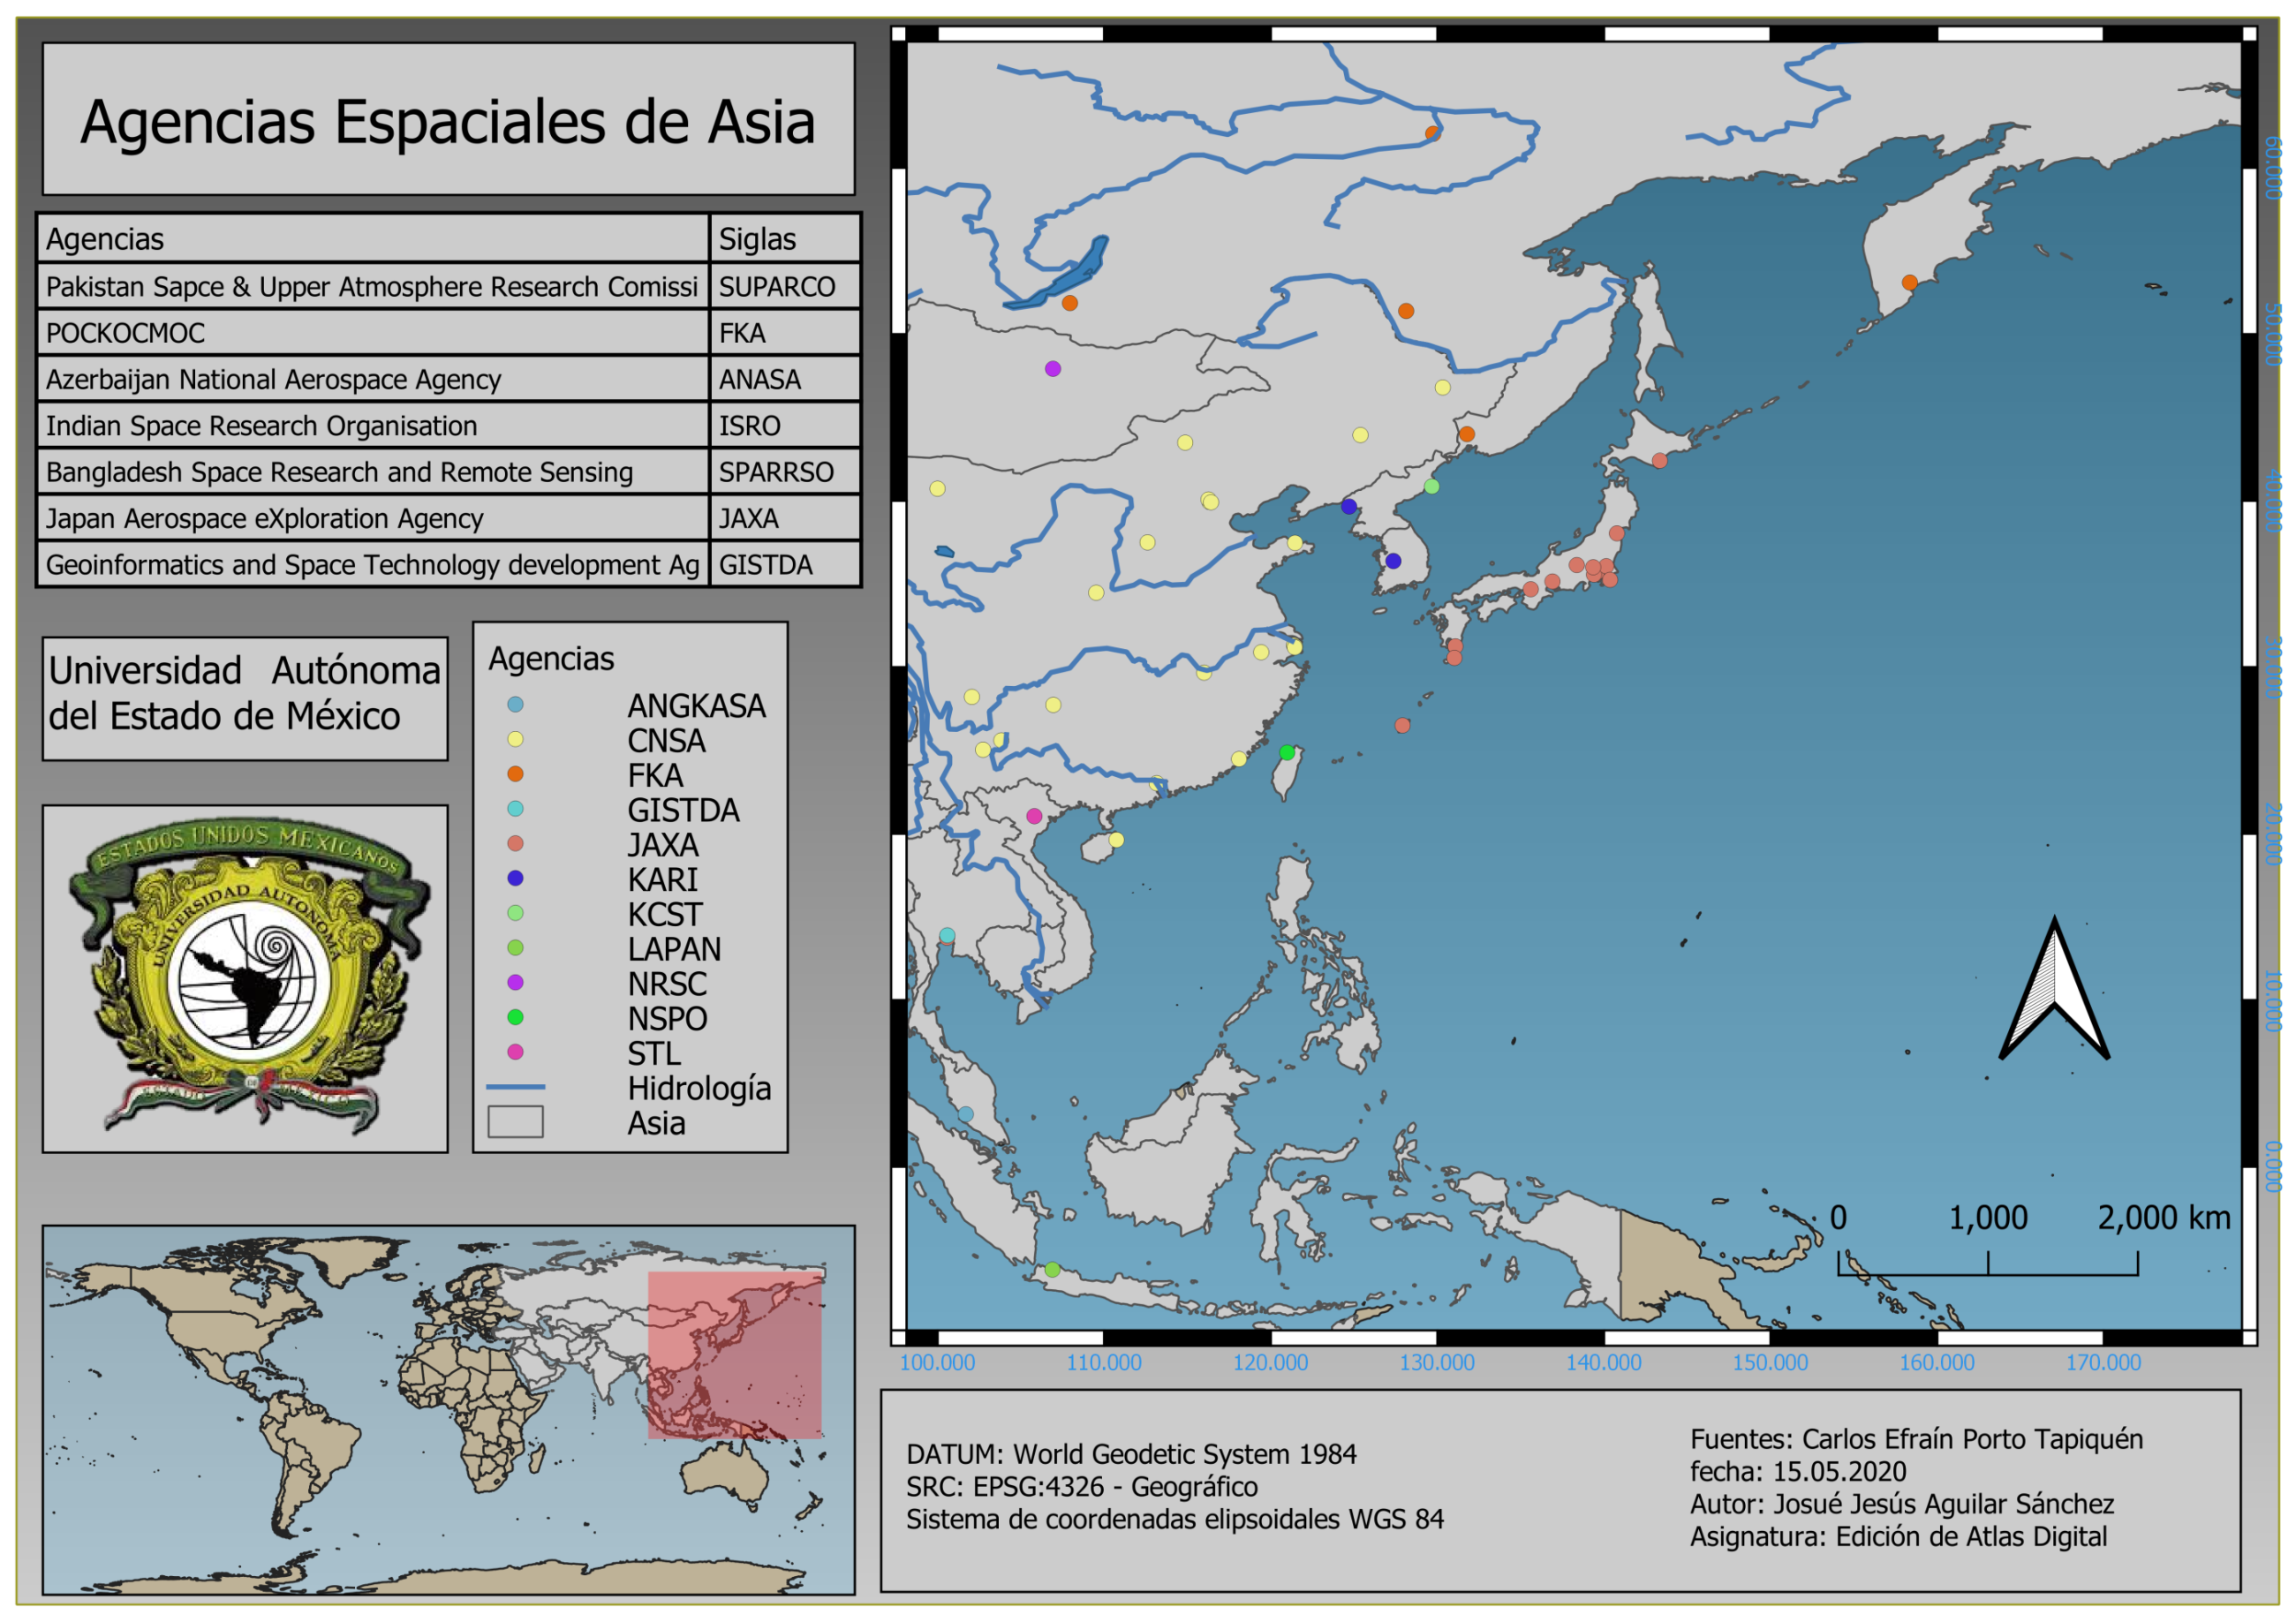 Agencias Espaciales de Asia
Agencias Siglas
Pakistan Sapce & Upper Atmosphere Research Comissi SUPARCO
РОСКОСМОС FKA
Azerbaijan National Aerospace Agency ANASA
Indian Space Research Organisation ISRO
Bangladesh Space Research and Remote Sensing SPARRSO
Japan Aerospace eXploration Agency JAXA
Geoinformatics and Space Technology development Ag GISTDA
Universidad Autónoma
del Estado de México
ESTADOS UNIDOS MEXICANOS
UNIVERSIDAD AUTONOMA
DE
ESTADO MEXICO
Agencias
ANGKASA
CNSA
FKA
GISTDA
JAXA
KARI
KCST
LAPAN
NRSC
NSPO
STL
Hidrología
Asia
60.000
50.000
40.000
30.000
20.000
10.000
0.000
0 1,000 2,000 km
100.000 110.000 120.000 130.000 140.000 150.000 160.000 170.000
DATUM: World Geodetic System 1984
SRC: EPSG:4326 - Geográfico
Sistema de coordenadas elipsoidales WGS 84
Fuentes: Carlos Efraín Porto Tapiquén
fecha: 15.05.2020
Autor: Josué Jesús Aguilar Sánchez
Asignatura: Edición de Atlas Digital